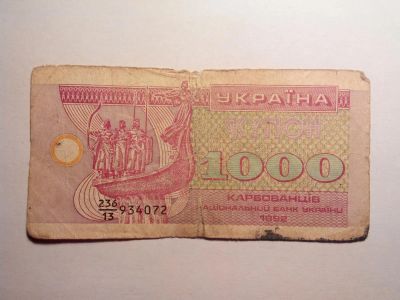 УКРАЇНА
КУПОН
1000
КАРБОВАНЦІВ
НАЦІОНАЛЬНИЙ БАНК УКРАЇНИ
1992
236
13 934072